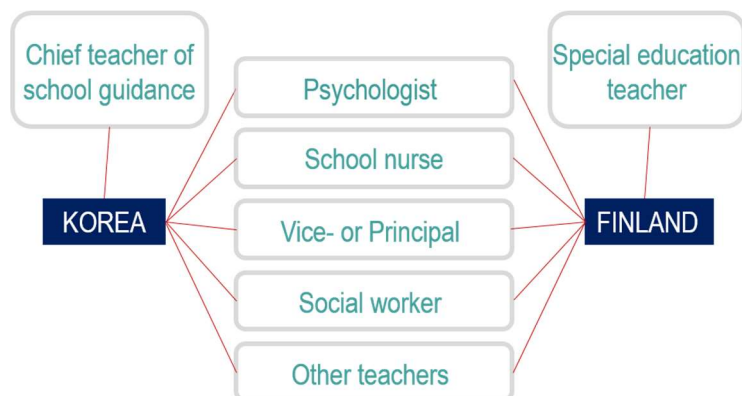 Chief teacher of
school guidance
Special education
teacher
Psychologist
School nurse
KOREA
Vice- or Principal
FINLAND
Social worker
Other teachers